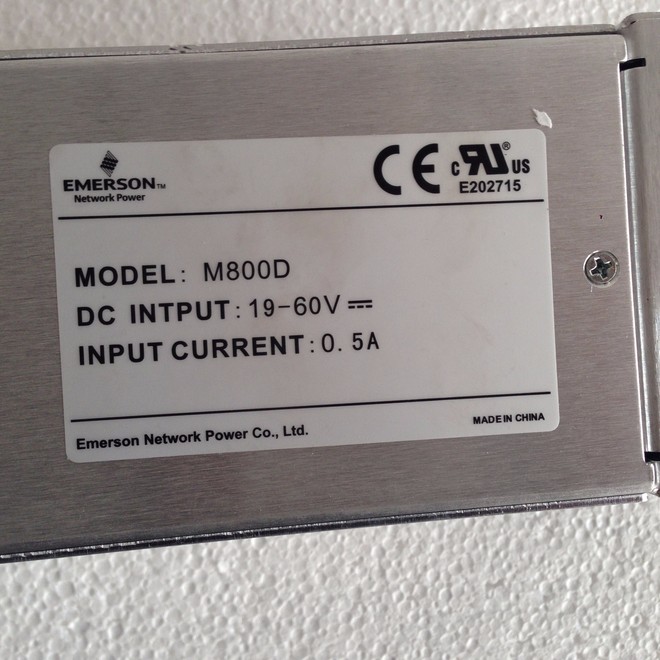 EMERSON™
Network Power
CE c RU® US
E202715
MODEL: M800D
DC INTPUT: 19-60V ⎓
INPUT CURRENT: 0.5A
Emerson Network Power Co., Ltd.
MADE IN CHINA